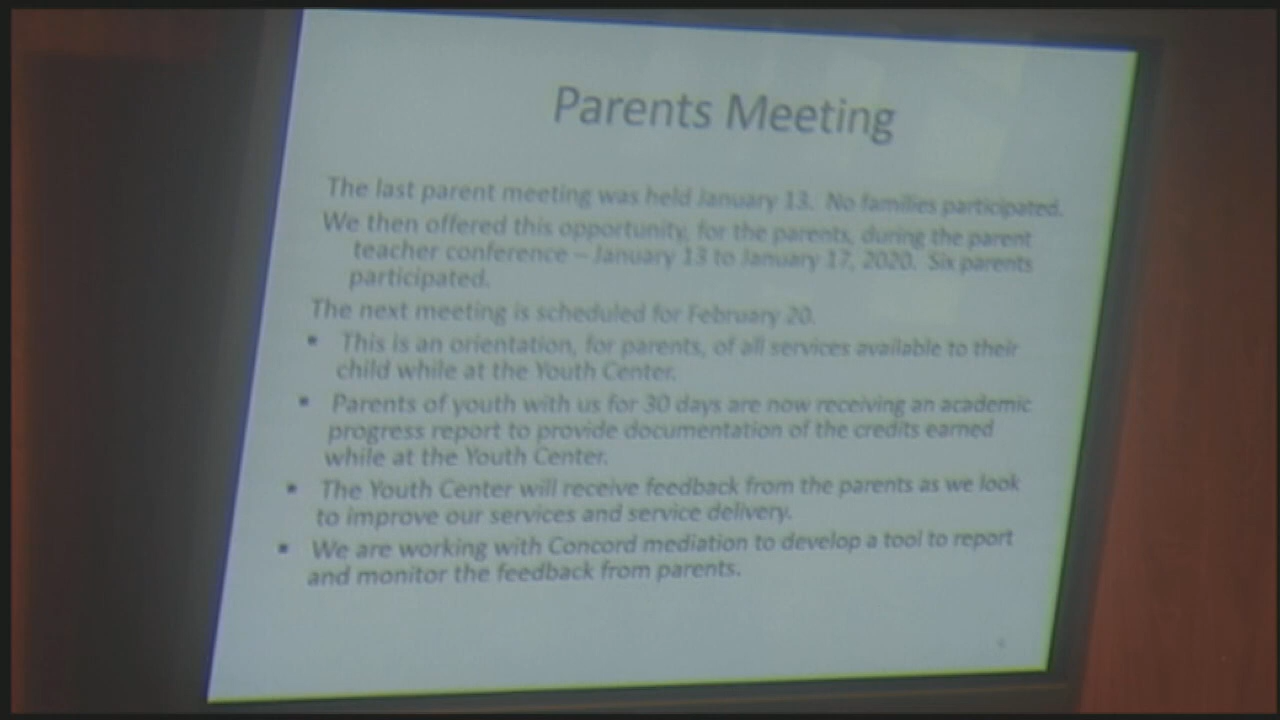 Parents Meeting
The last parent meeting was held January 13. No families participated.
We then offered this opportunity, for the parents, during the parent
teacher conference – January 13 to January 17, 2020. Six parents
participated.
The next meeting is scheduled for February 20.
▪ This is an orientation, for parents, of all services available to their
child while at the Youth Center.
▪ Parents of youth with us for 30 days are now receiving an academic
progress report to provide documentation of the credits earned
while at the Youth Center.
▪ The Youth Center will receive feedback from the parents as we look
to improve our services and service delivery.
▪ We are working with Concord mediation to develop a tool to report
and monitor the feedback from parents.